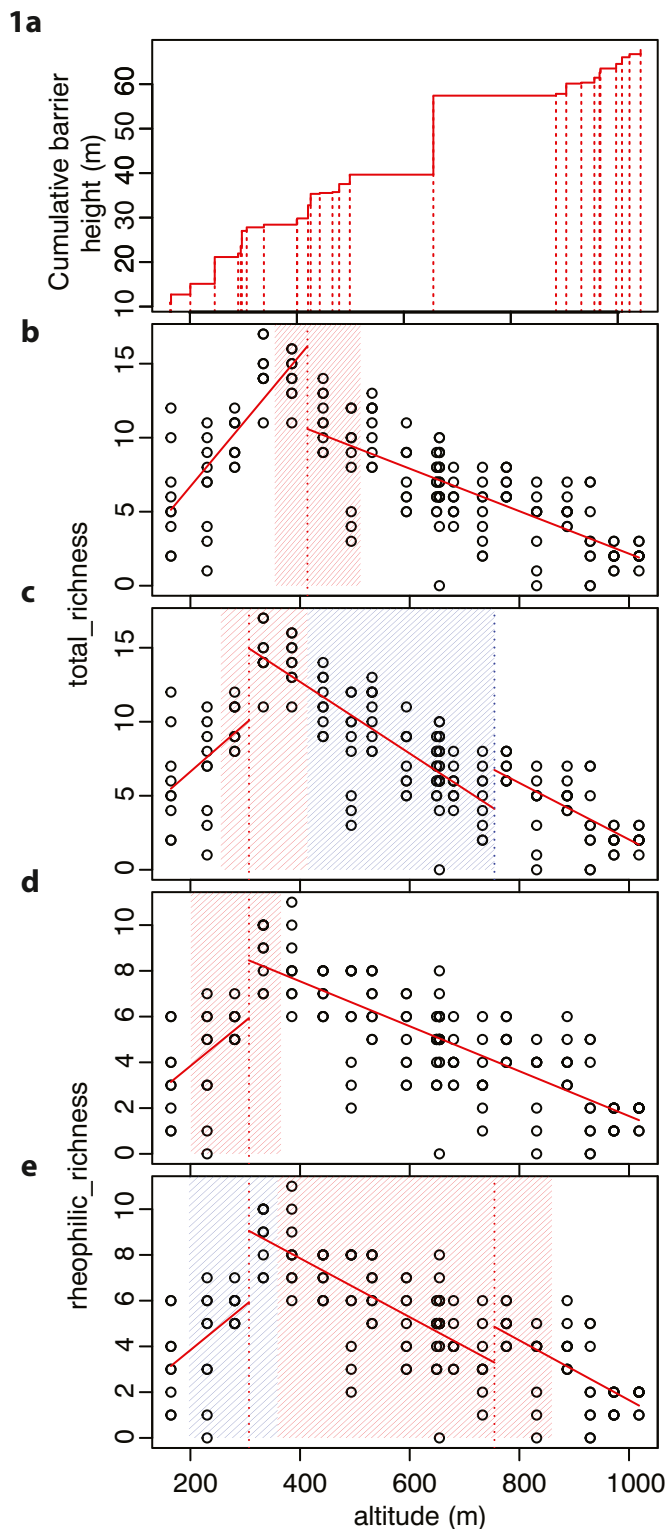 1a
Cumulative barrier
height (m)
60
50
40
30
20
10
b
15
10
5
0
c
total_richness
15
10
5
0
d
10
8
6
4
2
0
e
rheophilic_richness
10
8
6
4
2
0
200 400 600 800 1000
altitude (m)